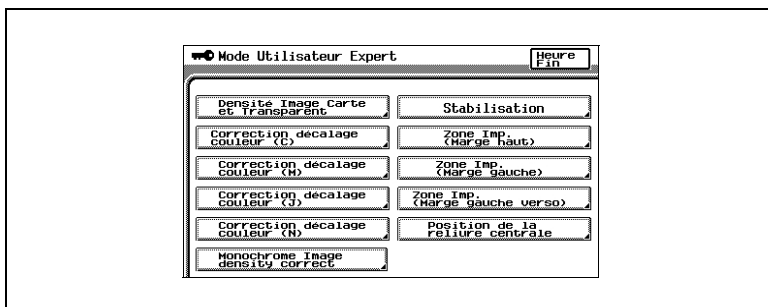 Mode Utilisateur Expert
Heure
Fin
Densité Image Carte
et Transparent
Stabilisation
Correction décalage
couleur (C)
Zone Imp.
(Marge haut)
Correction décalage
couleur (M)
Zone Imp.
(Marge gauche)
Correction décalage
couleur (J)
Zone Imp.
(Marge gauche verso)
Correction décalage
couleur (N)
Position de la
reliure centrale
Monochrome Image
density correct